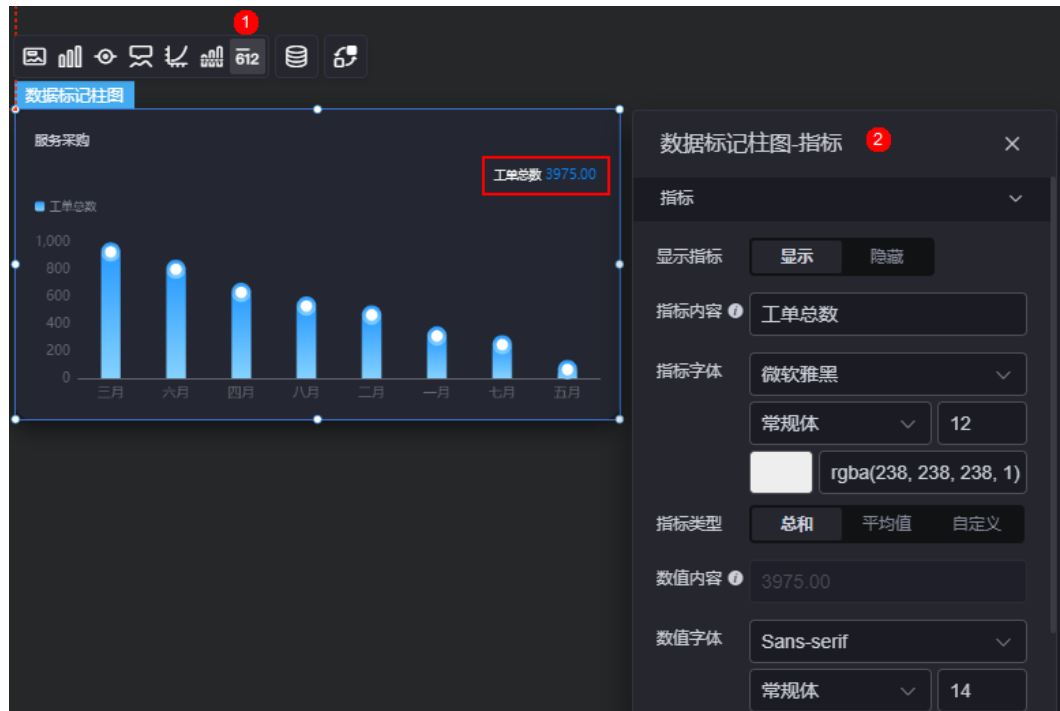 1
612
数据标记柱图
服务采购
工单总数 3975.00
工单总数
1,000
800
600
400
200
0
三月 六月 四月 八月 二月 一月 七月 五月
数据标记柱图-指标 2
指标
显示指标 显示 隐藏
指标内容 工单总数
指标字体 微软雅黑
常规体 12
rgba(238, 238, 238, 1)
指标类型 总和 平均值 自定义
数值内容 3975.00
数值字体 Sans-serif
常规体 14